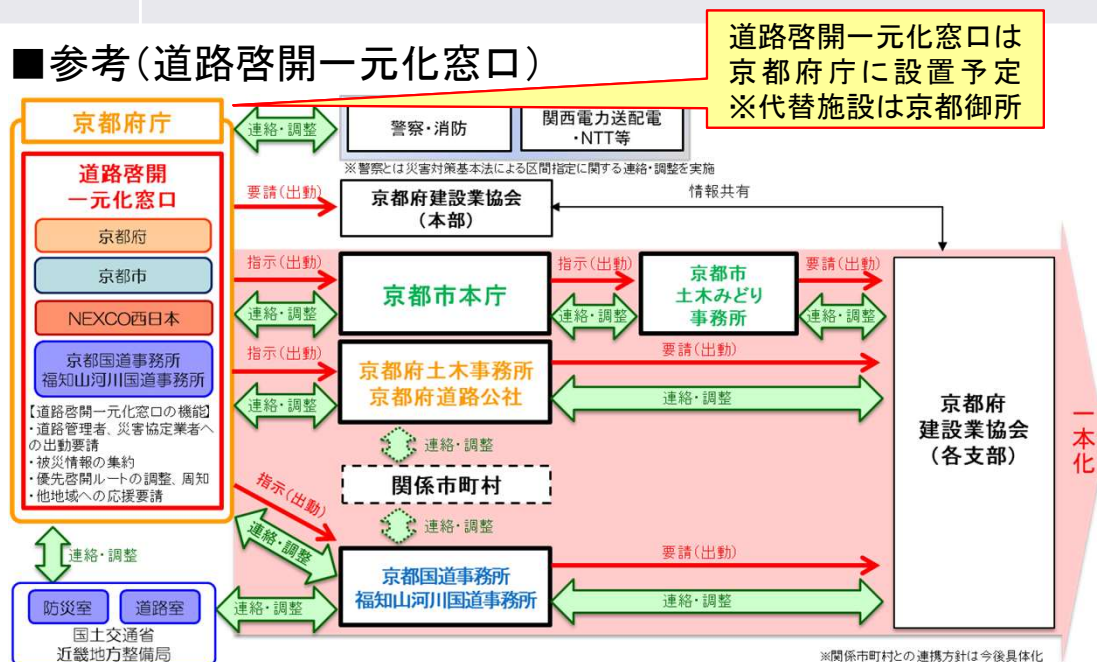 ■参考（道路啓開一元化窓口）
道路啓開一元化窓口は
京都府庁に設置予定
※代替施設は京都御所
京都府庁
連絡・調整
警察・消防
関西電力送配電
・NTT等
※警察とは災害対策基本法による区間指定に関する連絡・調整を実施
道路啓開
一元化窓口
京都府
京都市
NEXCO西日本
京都国道事務所
福知山河川国道事務所
【道路啓開一元化窓口の機能】
・道路管理者、災害協定業者へ
の出動要請
・被災情報の集約
・優先啓開ルートの調整、周知
・他地域への応援要請
要請(出動)
京都府建設業協会
（本部）
情報共有
指示(出動)
連絡・調整
京都市本庁
指示(出動)
連絡・調整
京都市
土木みどり
事務所
要請(出動)
連絡・調整
指示(出動)
連絡・調整
京都府土木事務所
京都府道路公社
要請(出動)
連絡・調整
連絡・調整
関係市町村
連絡・調整
指示(出動)
連絡・調整
京都国道事務所
福知山河川国道事務所
要請(出動)
連絡・調整
京都府
建設業協会
（各支部）
一本化
連絡・調整
防災室
道路室
国土交通省
近畿地方整備局
連絡・調整
※関係市町村との連携方針は今後具体化